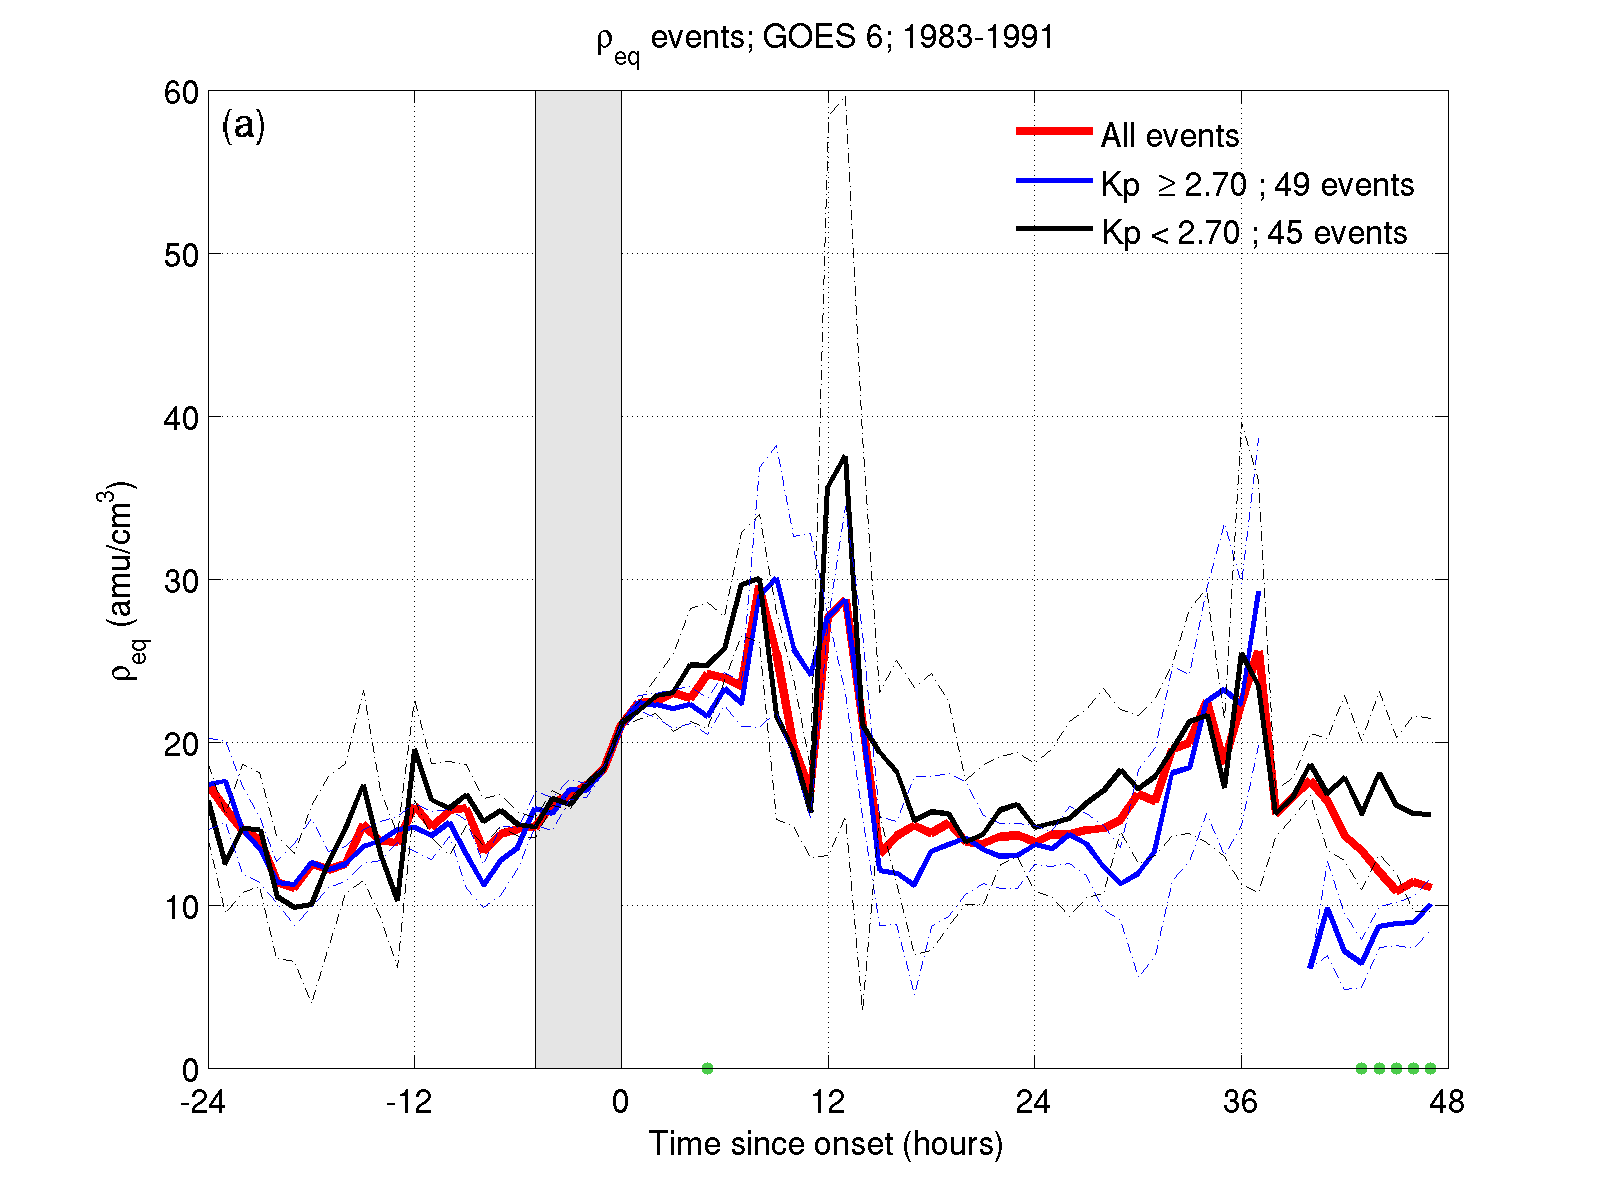 ρeq events; GOES 6; 1983-1991
(a)
All events
Kp ≥ 2.70 ; 49 events
Kp < 2.70 ; 45 events
60
50
40
30
20
10
0
ρeq (amu/cm³)
-24 -12 0 12 24 36 48
Time since onset (hours)